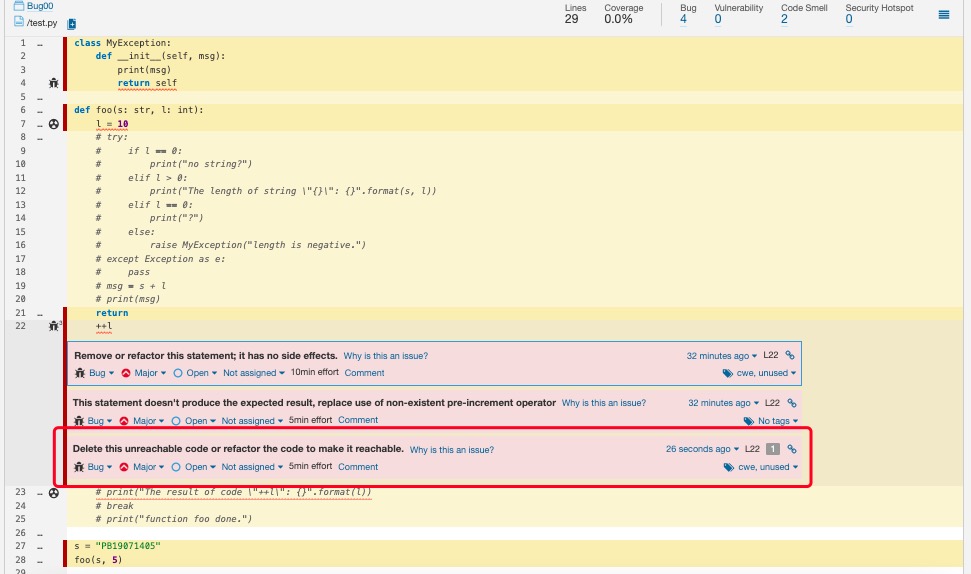 Bug00
/test.py
Lines Coverage Bug Vulnerability Code Smell Security Hotspot
29 0.0% 4 0 2 0
1 … class MyException:
2 … def __init__(self, msg):
3 … print(msg)
4 return self
5 …
6 … def foo(s: str, l: int):
7 … l = 10
8 … # try:
9 # if l == 0:
10 # print("no string?")
11 # elif l > 0:
12 # print("The length of string \"{}\": {}".format(s, l))
13 # elif l == 0:
14 # print("?")
15 # else:
16 # raise MyException("length is negative.")
17 # except Exception as e:
18 # pass
19 # msg = s + l
20 # print(msg)
21 … return
22 3 ++l
Remove or refactor this statement; it has no side effects. Why is this an issue? 32 minutes ago L22
Bug Major Open Not assigned 10min effort Comment cwe, unused
This statement doesn't produce the expected result, replace use of non-existent pre-increment operator Why is this an issue? 32 minutes ago L22
Bug Major Open Not assigned 5min effort Comment No tags
Delete this unreachable code or refactor the code to make it reachable. Why is this an issue? 26 seconds ago L22 1
Bug Major Open Not assigned 5min effort Comment cwe, unused
23 … # print("The result of code \"++l\": {}".format(l))
24 # break
25 # print("function foo done.")
26 …
27 … s = "PB19071405"
28 … foo(s, 5)
29